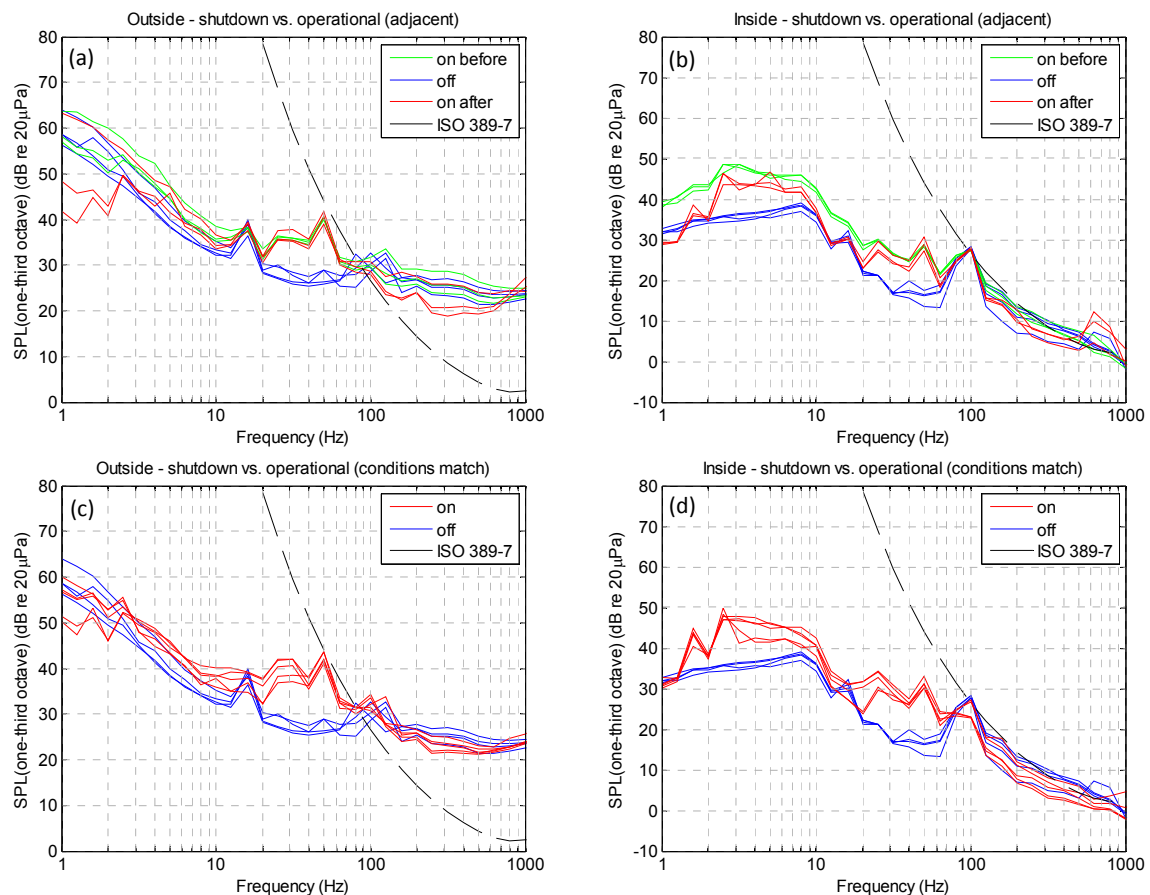 Outside - shutdown vs. operational (adjacent)
(a)
on before
off
on after
ISO 389-7
SPL(one-third octave) (dB re 20μPa)
80
70
60
50
40
30
20
10
0
1 10 100 1000
Frequency (Hz)
Inside - shutdown vs. operational (adjacent)
(b)
on before
off
on after
ISO 389-7
SPL(one-third octave) (dB re 20μPa)
80
70
60
50
40
30
20
10
0
-10
1 10 100 1000
Frequency (Hz)
Outside - shutdown vs. operational (conditions match)
(c)
on
off
ISO 389-7
SPL(one-third octave) (dB re 20μPa)
80
70
60
50
40
30
20
10
0
1 10 100 1000
Frequency (Hz)
Inside - shutdown vs. operational (conditions match)
(d)
on
off
ISO 389-7
SPL(one-third octave) (dB re 20μPa)
80
70
60
50
40
30
20
10
0
-10
1 10 100 1000
Frequency (Hz)